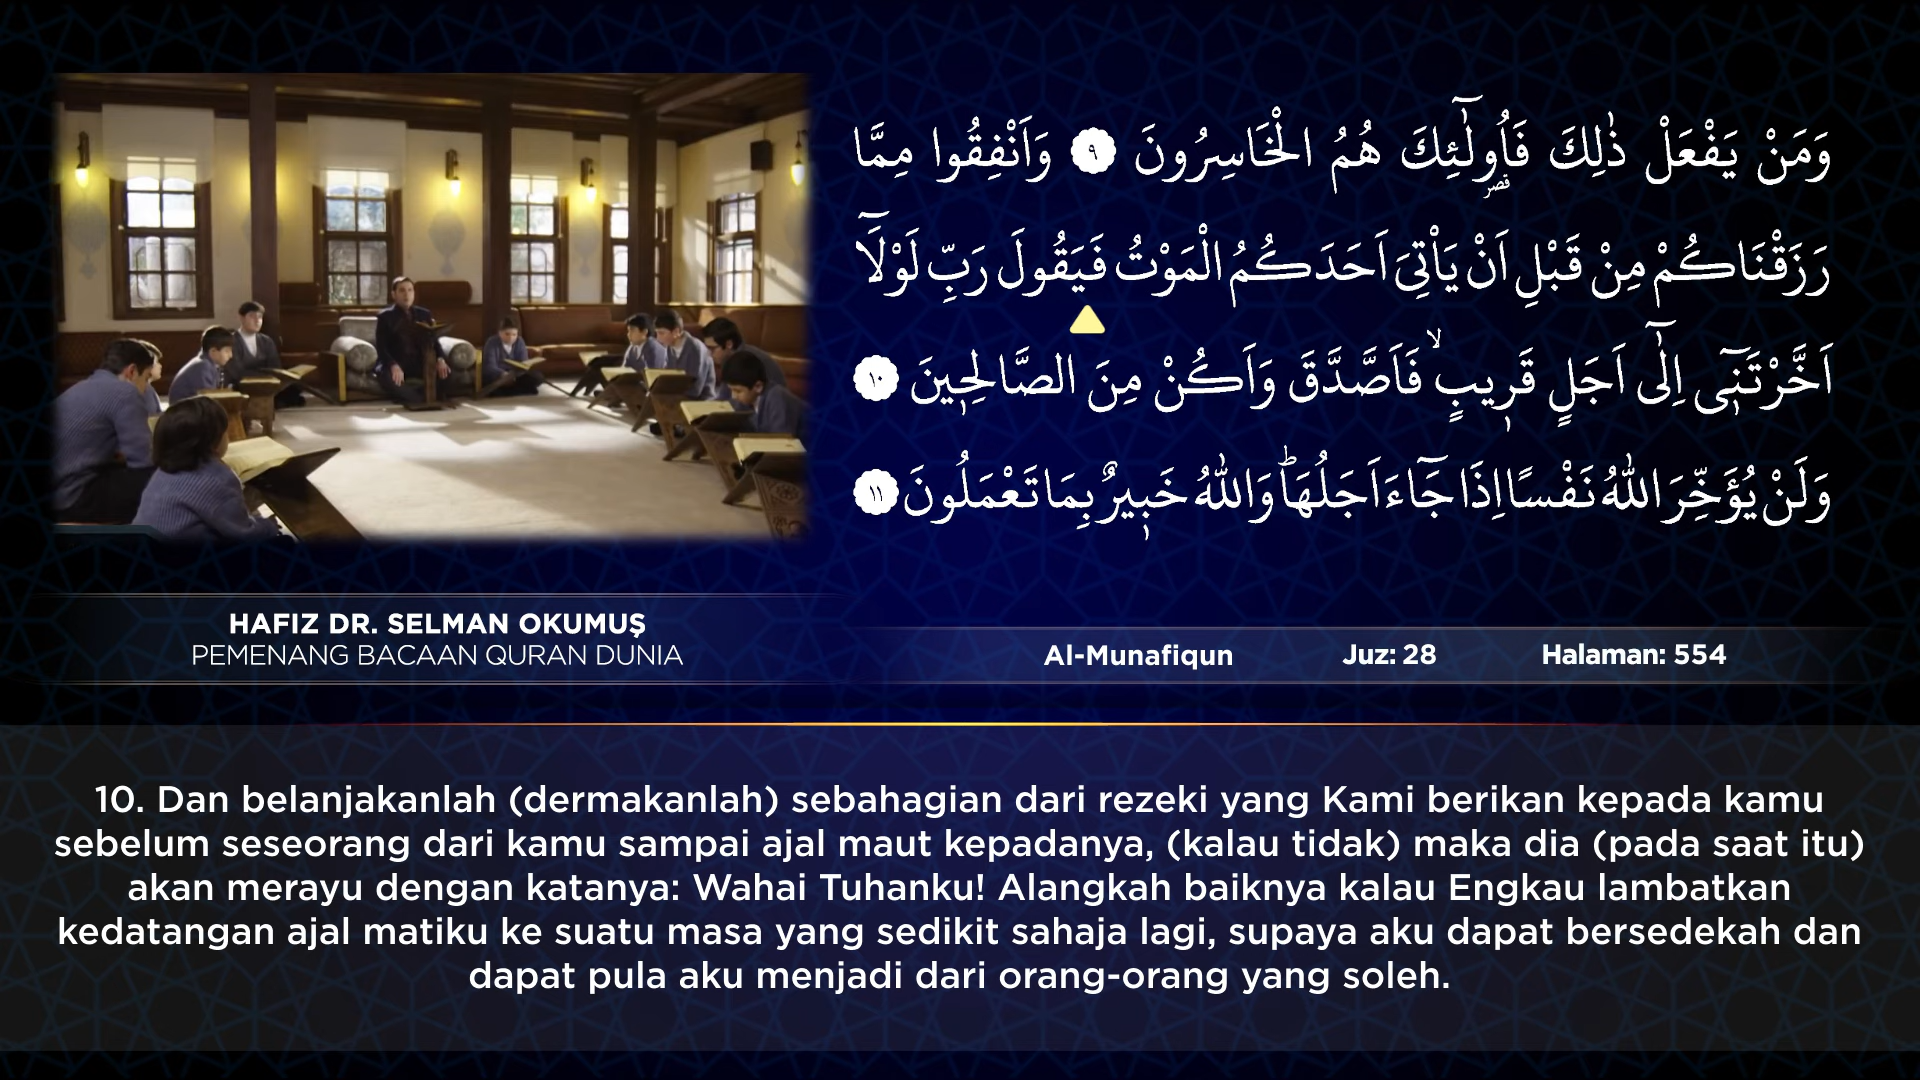 وَمَنْ يَفْعَلْ ذٰلِكَ فَاُو۬لٰٓئِكَ هُمُ الْخَاسِرُونَ ٩ وَاَنْفِقُوا مِمَّا
قصر
رَزَقْنَاكُمْ مِنْ قَبْلِ اَنْ يَأْتِيَ اَحَدَكُمُ الْمَوْتُ فَيَقُولَ رَبِّ لَوْلَٓا
اَخَّرْتَن۪ٓى اِلٰٓى اَجَلٍ قَر۪يبٍۙ فَاَصَّدَّقَ وَاَكُنْ مِنَ الصَّالِح۪ينَ ١٠
وَلَنْ يُؤَخِّرَ اللّٰهُ نَفْسًا اِذَا جَٓاءَ اَجَلُهَاۜ وَاللّٰهُ خَب۪يرٌ بِمَا تَعْمَلُونَ ١١
HAFIZ DR. SELMAN OKUMUŞ
PEMENANG BACAAN QURAN DUNIA
Al-Munafiqun Juz: 28 Halaman: 554
10. Dan belanjakanlah (dermakanlah) sebahagian dari rezeki yang Kami berikan kepada kamu
sebelum seseorang dari kamu sampai ajal maut kepadanya, (kalau tidak) maka dia (pada saat itu)
akan merayu dengan katanya: Wahai Tuhanku! Alangkah baiknya kalau Engkau lambatkan
kedatangan ajal matiku ke suatu masa yang sedikit sahaja lagi, supaya aku dapat bersedekah dan
dapat pula aku menjadi dari orang-orang yang soleh.